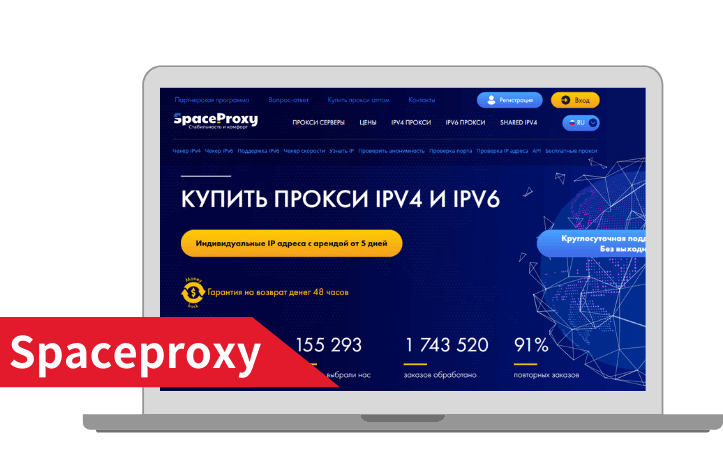 Партнерская программа Вопрос-ответ Купить прокси оптом Контакты Регистрация Вход
SpaceProxy
Стабильность и комфорт
ПРОКСИ СЕРВЕРЫ ЦЕНЫ IPV4 ПРОКСИ IPV6 ПРОКСИ SHARED IPV4 RU
Чекер IPv4 Чекер IPv6 Поддержка IPv6 Чекер скорости Узнать IP Проверить анонимность Проверка порта Проверка IP адреса API Бесплатные прокси
КУПИТЬ ПРОКСИ IPV4 И IPV6
Индивидуальные IP адреса с арендой от 5 дней
Круглосуточная под
Без выходн
Money
Back
Гарантия на возврат денег 48 часов
155 293 1 743 520 91%
выбрали нас заказов обработано повторных заказов
Spaceproxy